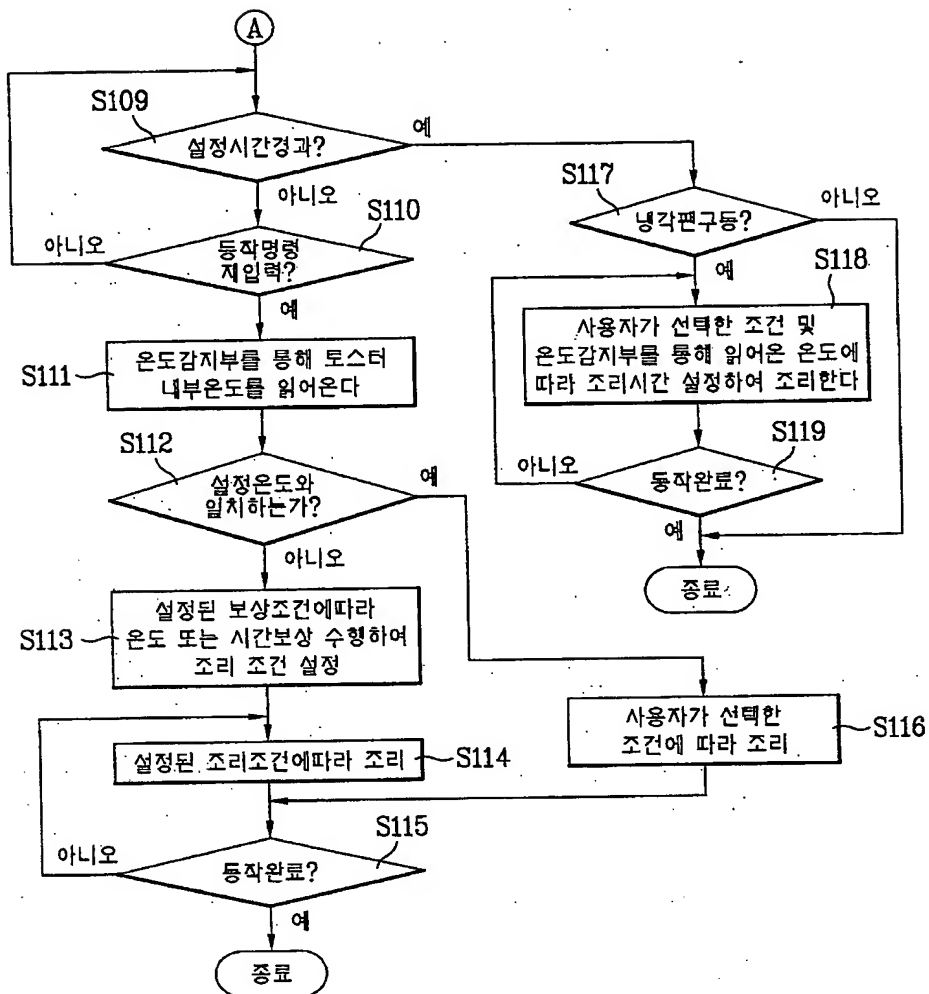 A
S109
설정시간경과?
예
아니오
S110
동작명령
재입력?
아니오
예
S111
온도감지부를 통해 토스터
내부온도를 읽어온다
S112
설정온도와
일치하는가?
예
아니오
S113
설정된 보상조건에따라
온도 또는 시간보상 수행하여
조리 조건 설정
설정된 조리조건에따라 조리
S114
S115
동작완료?
아니오
예
종료
S117
냉각팬구동?
아니오
예
S118
사용자가 선택한 조건 및
온도감지부를 통해 읽어온 온도에
따라 조리시간 설정하여 조리한다
S119
동작완료?
아니오
예
종료
사용자가 선택한
조건에 따라 조리
S116